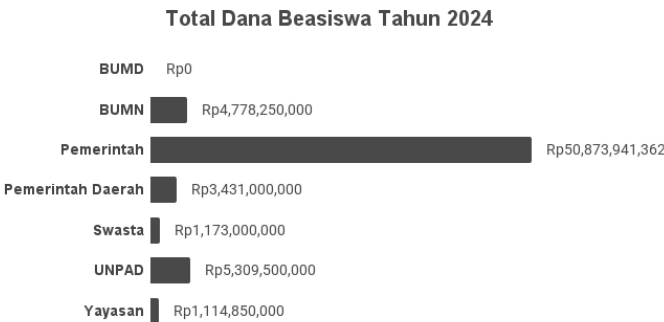 Total Dana Beasiswa Tahun 2024
BUMD Rp0
BUMN Rp4,778,250,000
Pemerintah Rp50,873,941,362
Pemerintah Daerah Rp3,431,000,000
Swasta Rp1,173,000,000
UNPAD Rp5,309,500,000
Yayasan Rp1,114,850,000